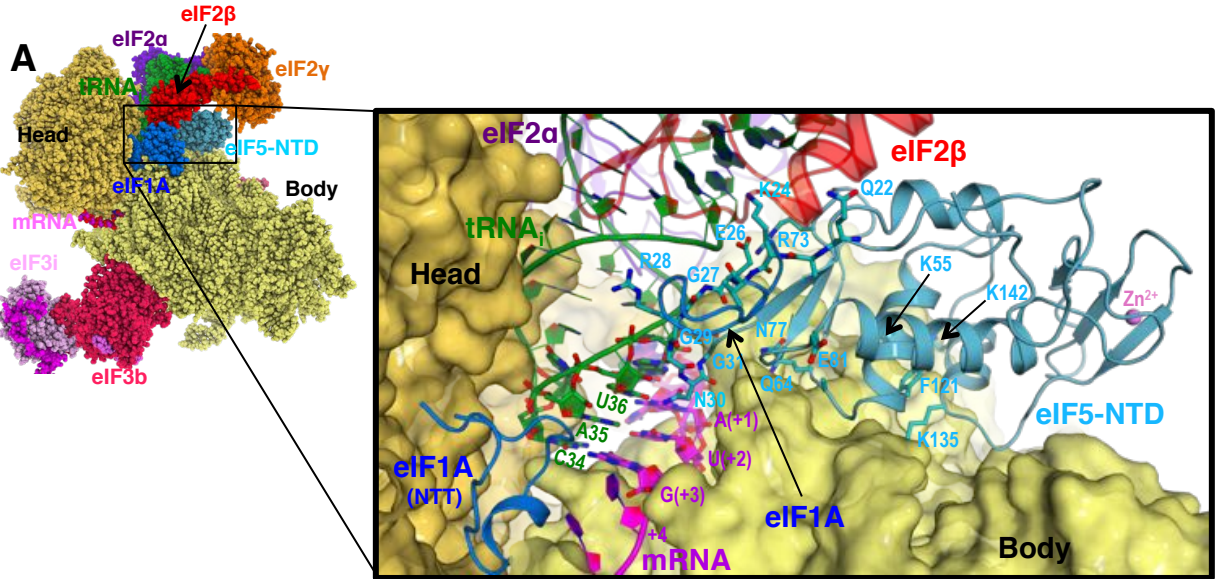 A
eIF2β
eIF2α
eIF2γ
tRNA
Head
eIF5-NTD
eIF1A
Body
mRNA
eIF3i
eIF3b
eIF2α
eIF2β
K24
Q22
tRNAi
E26
R73
R28
G27
K55
Head
K142
Zn2+
G29
N77
G31
E81
Q64
F121
U36
N30
A(+1)
eIF5-NTD
A35
K135
C34
U(+2)
eIF1A
(NTT)
G(+3)
eIF1A
+4
mRNA
Body